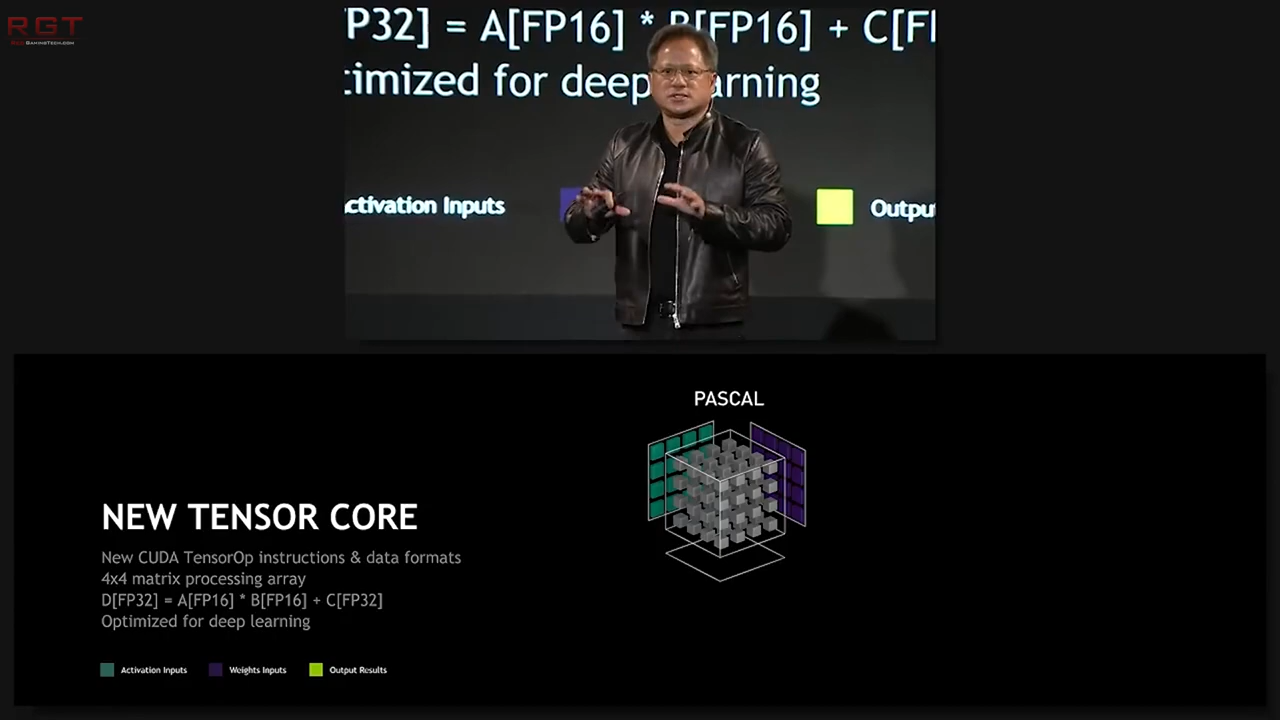 RGT
REDGAMINGTECH.COM
P32] = A[FP16] * B[FP16] + C[F
timized for deep arning
ctivation Inputs
Outpu
PASCAL
NEW TENSOR CORE
New CUDA TensorOp instructions & data formats
4x4 matrix processing array
D[FP32] = A[FP16] * B[FP16] + C[FP32]
Optimized for deep learning
Activation Inputs Weights Inputs Output Results